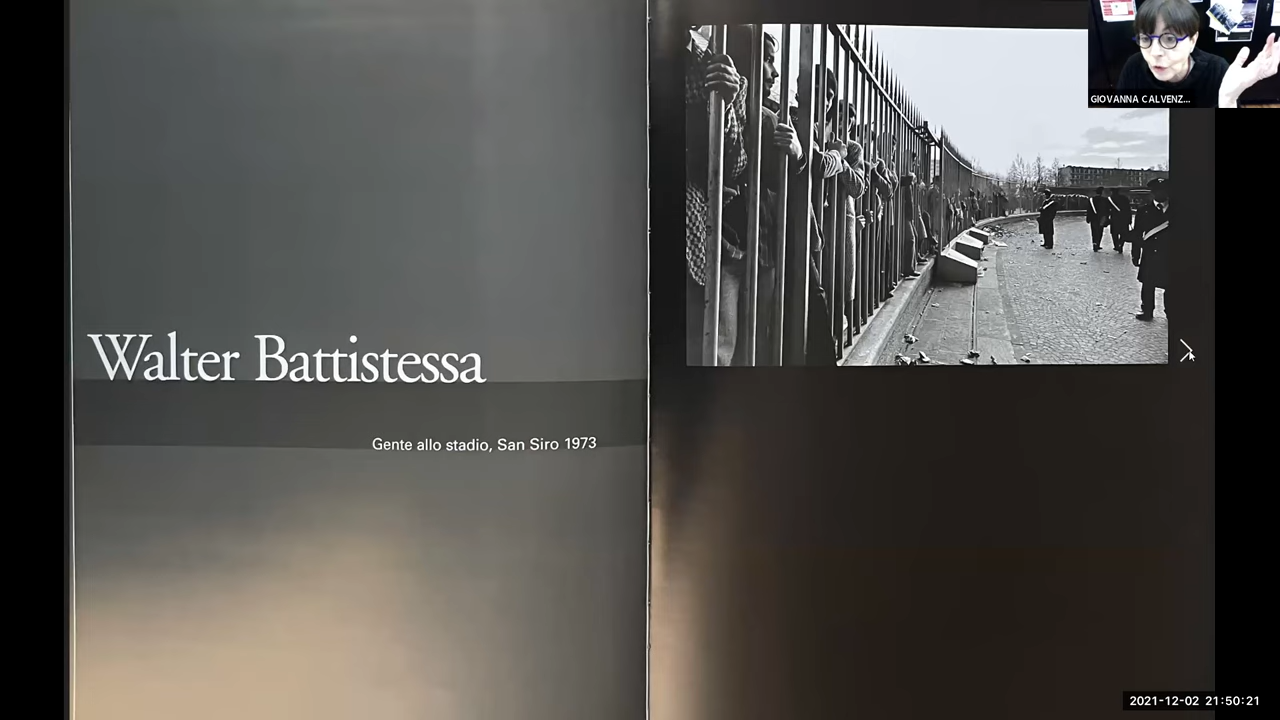 GIOVANNA CALVENZ...
Walter Battistessa
Gente allo stadio, San Siro 1973
2021-12-02 21:50:21